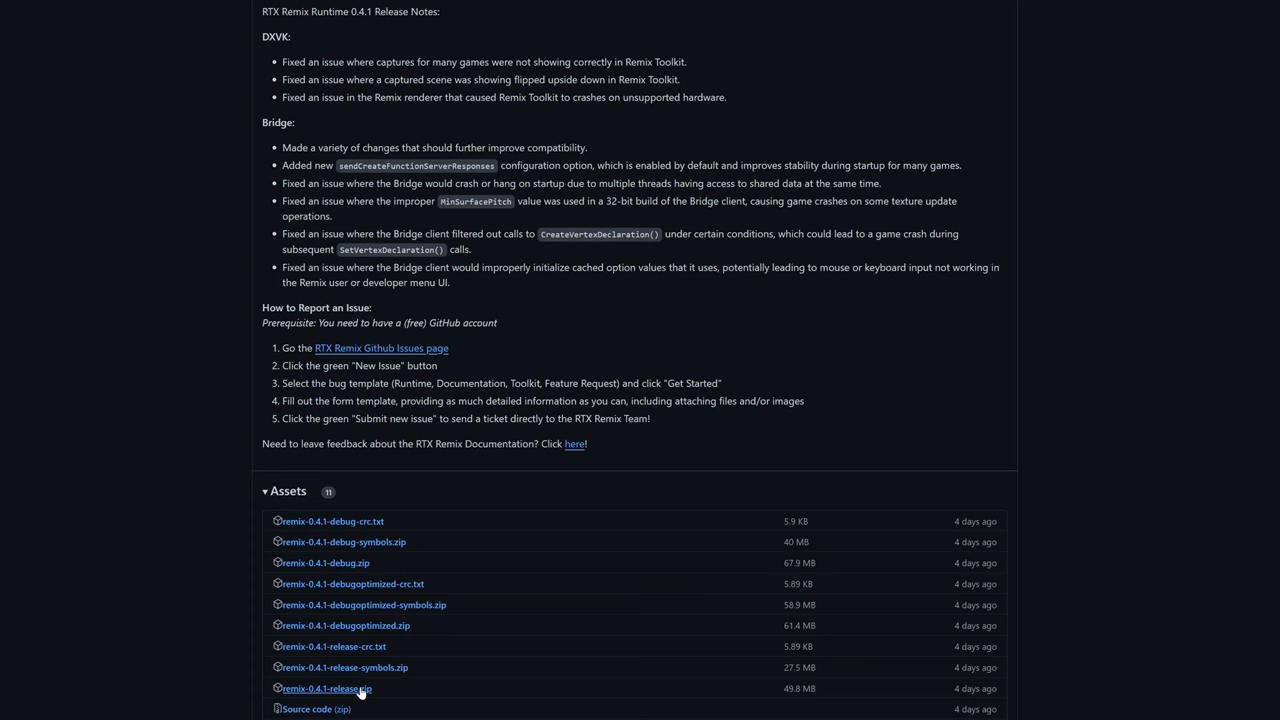 RTX Remix Runtime 0.4.1 Release Notes:
DXVK:
• Fixed an issue where captures for many games were not showing correctly in Remix Toolkit.
• Fixed an issue where a captured scene was showing flipped upside down in Remix Toolkit.
• Fixed an issue in the Remix renderer that caused Remix Toolkit to crashes on unsupported hardware.
Bridge:
• Made a variety of changes that should further improve compatibility.
• Added new sendCreateFunctionServerResponses configuration option, which is enabled by default and improves stability during startup for many games.
• Fixed an issue where the Bridge would crash or hang on startup due to multiple threads having access to shared data at the same time.
• Fixed an issue where the improper MinSurfacePitch value was used in a 32-bit build of the Bridge client, causing game crashes on some texture update
operations.
• Fixed an issue where the Bridge client filtered out calls to CreateVertexDeclaration() under certain conditions, which could lead to a game crash during
subsequent SetVertexDeclaration() calls.
• Fixed an issue where the Bridge client would improperly initialize cached option values that it uses, potentially leading to mouse or keyboard input not working in
the Remix user or developer menu UI.
How to Report an Issue:
Prerequisite: You need to have a (free) GitHub account
1. Go the RTX Remix Github Issues page
2. Click the green "New Issue" button
3. Select the bug template (Runtime, Documentation, Toolkit, Feature Request) and click "Get Started"
4. Fill out the form template, providing as much detailed information as you can, including attaching files and/or images
5. Click the green "Submit new issue" to send a ticket directly to the RTX Remix Team!
Need to leave feedback about the RTX Remix Documentation? Click here!
Assets 11
remix-0.4.1-debug-crc.txt 5.9 KB 4 days ago
remix-0.4.1-debug-symbols.zip 40 MB 4 days ago
remix-0.4.1-debug.zip 67.9 MB 4 days ago
remix-0.4.1-debugoptimized-crc.txt 5.89 KB 4 days ago
remix-0.4.1-debugoptimized-symbols.zip 58.9 MB 4 days ago
remix-0.4.1-debugoptimized.zip 61.4 MB 4 days ago
remix-0.4.1-release-crc.txt 5.89 KB 4 days ago
remix-0.4.1-release-symbols.zip 27.5 MB 4 days ago
remix-0.4.1-release.zip 49.8 MB 4 days ago
Source code (zip) 4 days ago